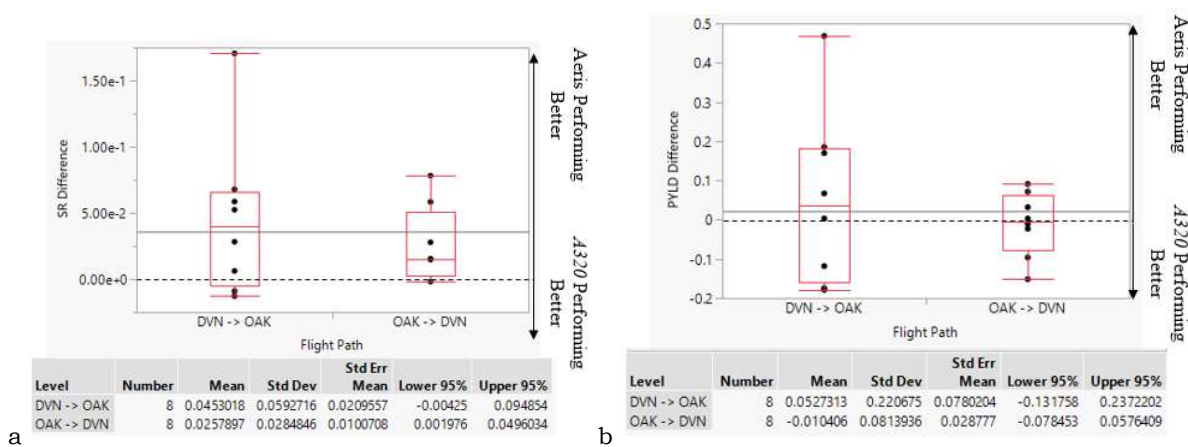 1.50e-1
1.00e-1
5.00e-2
0.00e+0
SR Difference
DVN -> OAK OAK -> DVN
Flight Path
Aeris Performing
Better
A320 Performing
Better
Level Number Mean Std Dev Std Err Mean Lower 95% Upper 95%
DVN -> OAK 8 0.0453018 0.0592716 0.0209557 -0.00425 0.094854
OAK -> DVN 8 0.0257897 0.0284846 0.0100708 0.001976 0.0496034
a
0.5
0.4
0.3
0.2
0.1
0
-0.1
-0.2
PYLD Difference
DVN -> OAK OAK -> DVN
Flight Path
Aeris Performing
Better
A320 Performing
Better
Level Number Mean Std Dev Std Err Mean Lower 95% Upper 95%
DVN -> OAK 8 0.0527313 0.220675 0.0780204 -0.131758 0.2372202
OAK -> DVN 8 -0.010406 0.0813936 0.028777 -0.078453 0.0576409
b